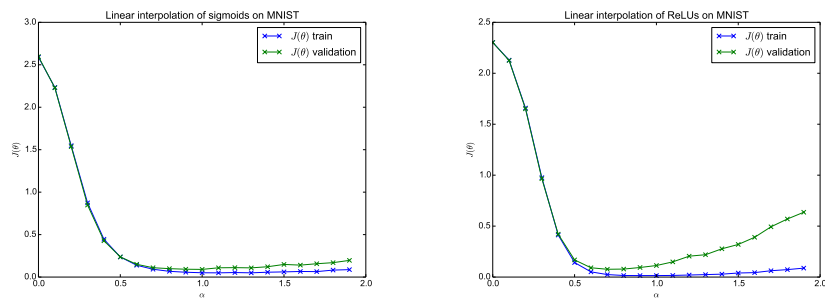 Linear interpolation of sigmoids on MNIST
3.0
2.5
2.0
1.5
1.0
0.5
0.0
J(θ)
J(θ) train
J(θ) validation
0.0 0.5 1.0 1.5 2.0
α
Linear interpolation of ReLUs on MNIST
2.5
2.0
1.5
1.0
0.5
0.0
J(θ)
J(θ) train
J(θ) validation
0.0 0.5 1.0 1.5 2.0
α